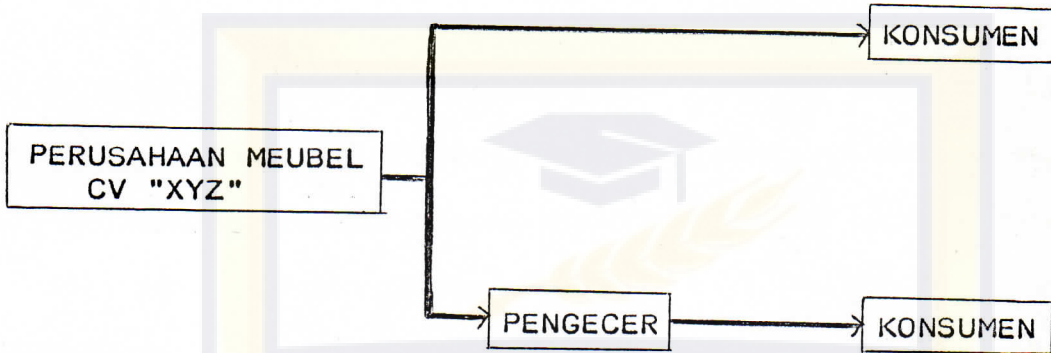 KONSUMEN
PERUSAHAAN MEUBEL
CV "XYZ"
PENGECER
KONSUMEN